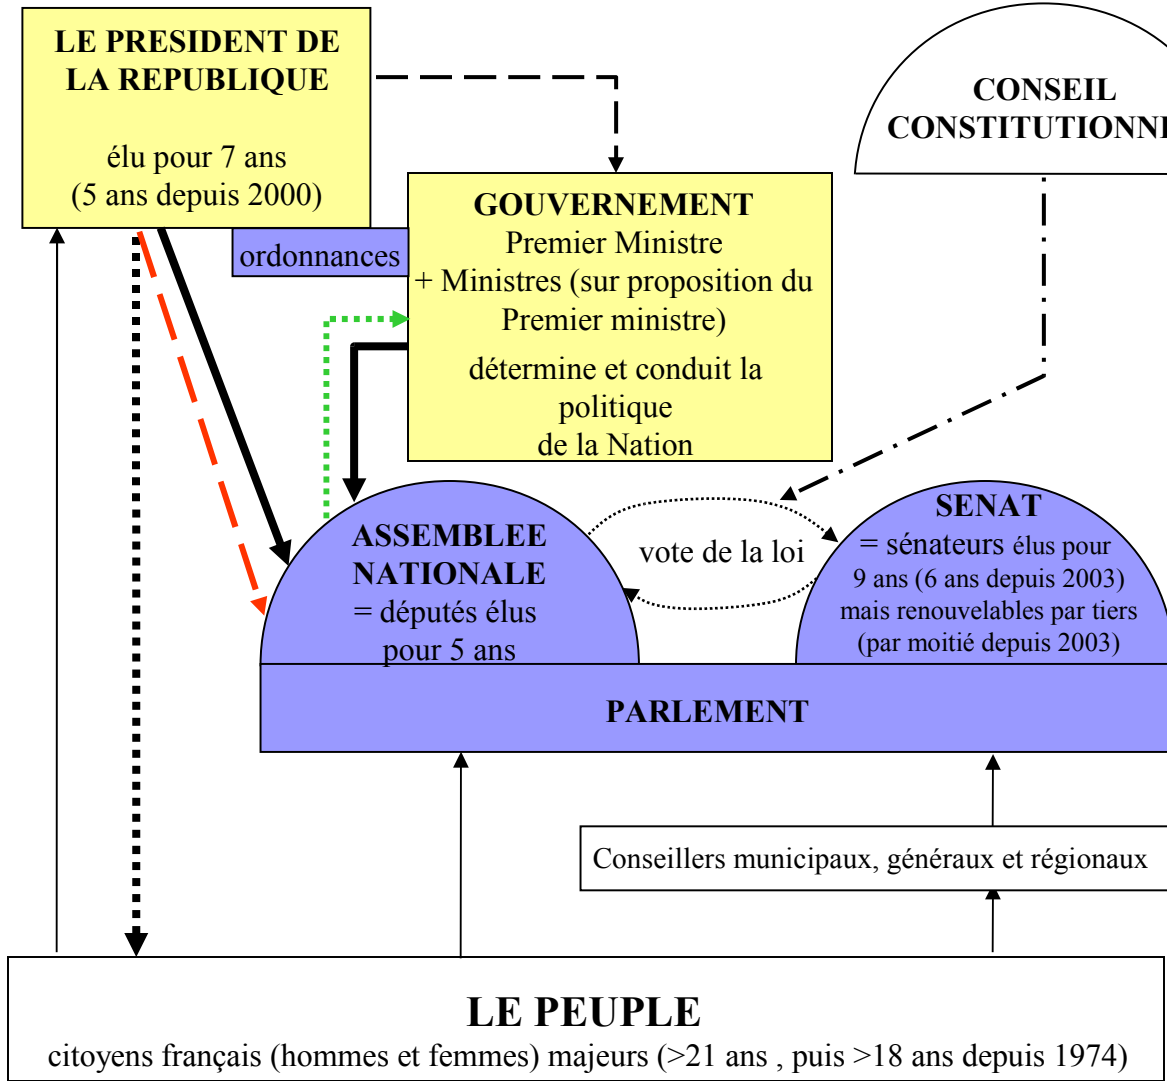 LE PRESIDENT DE
LA REPUBLIQUE
élu pour 7 ans
(5 ans depuis 2000)
CONSEIL
CONSTITUTIONNE
ordonnances
GOUVERNEMENT
Premier Ministre
+ Ministres (sur proposition du
Premier ministre)
détermine et conduit la
politique
de la Nation
ASSEMBLEE
NATIONALE
= députés élus
pour 5 ans
vote de la loi
SENAT
= sénateurs élus pour
9 ans (6 ans depuis 2003)
mais renouvelables par tiers
(par moitié depuis 2003)
PARLEMENT
Conseillers municipaux, généraux et régionaux
LE PEUPLE
citoyens français (hommes et femmes) majeurs (>21 ans , puis >18 ans depuis 1974)